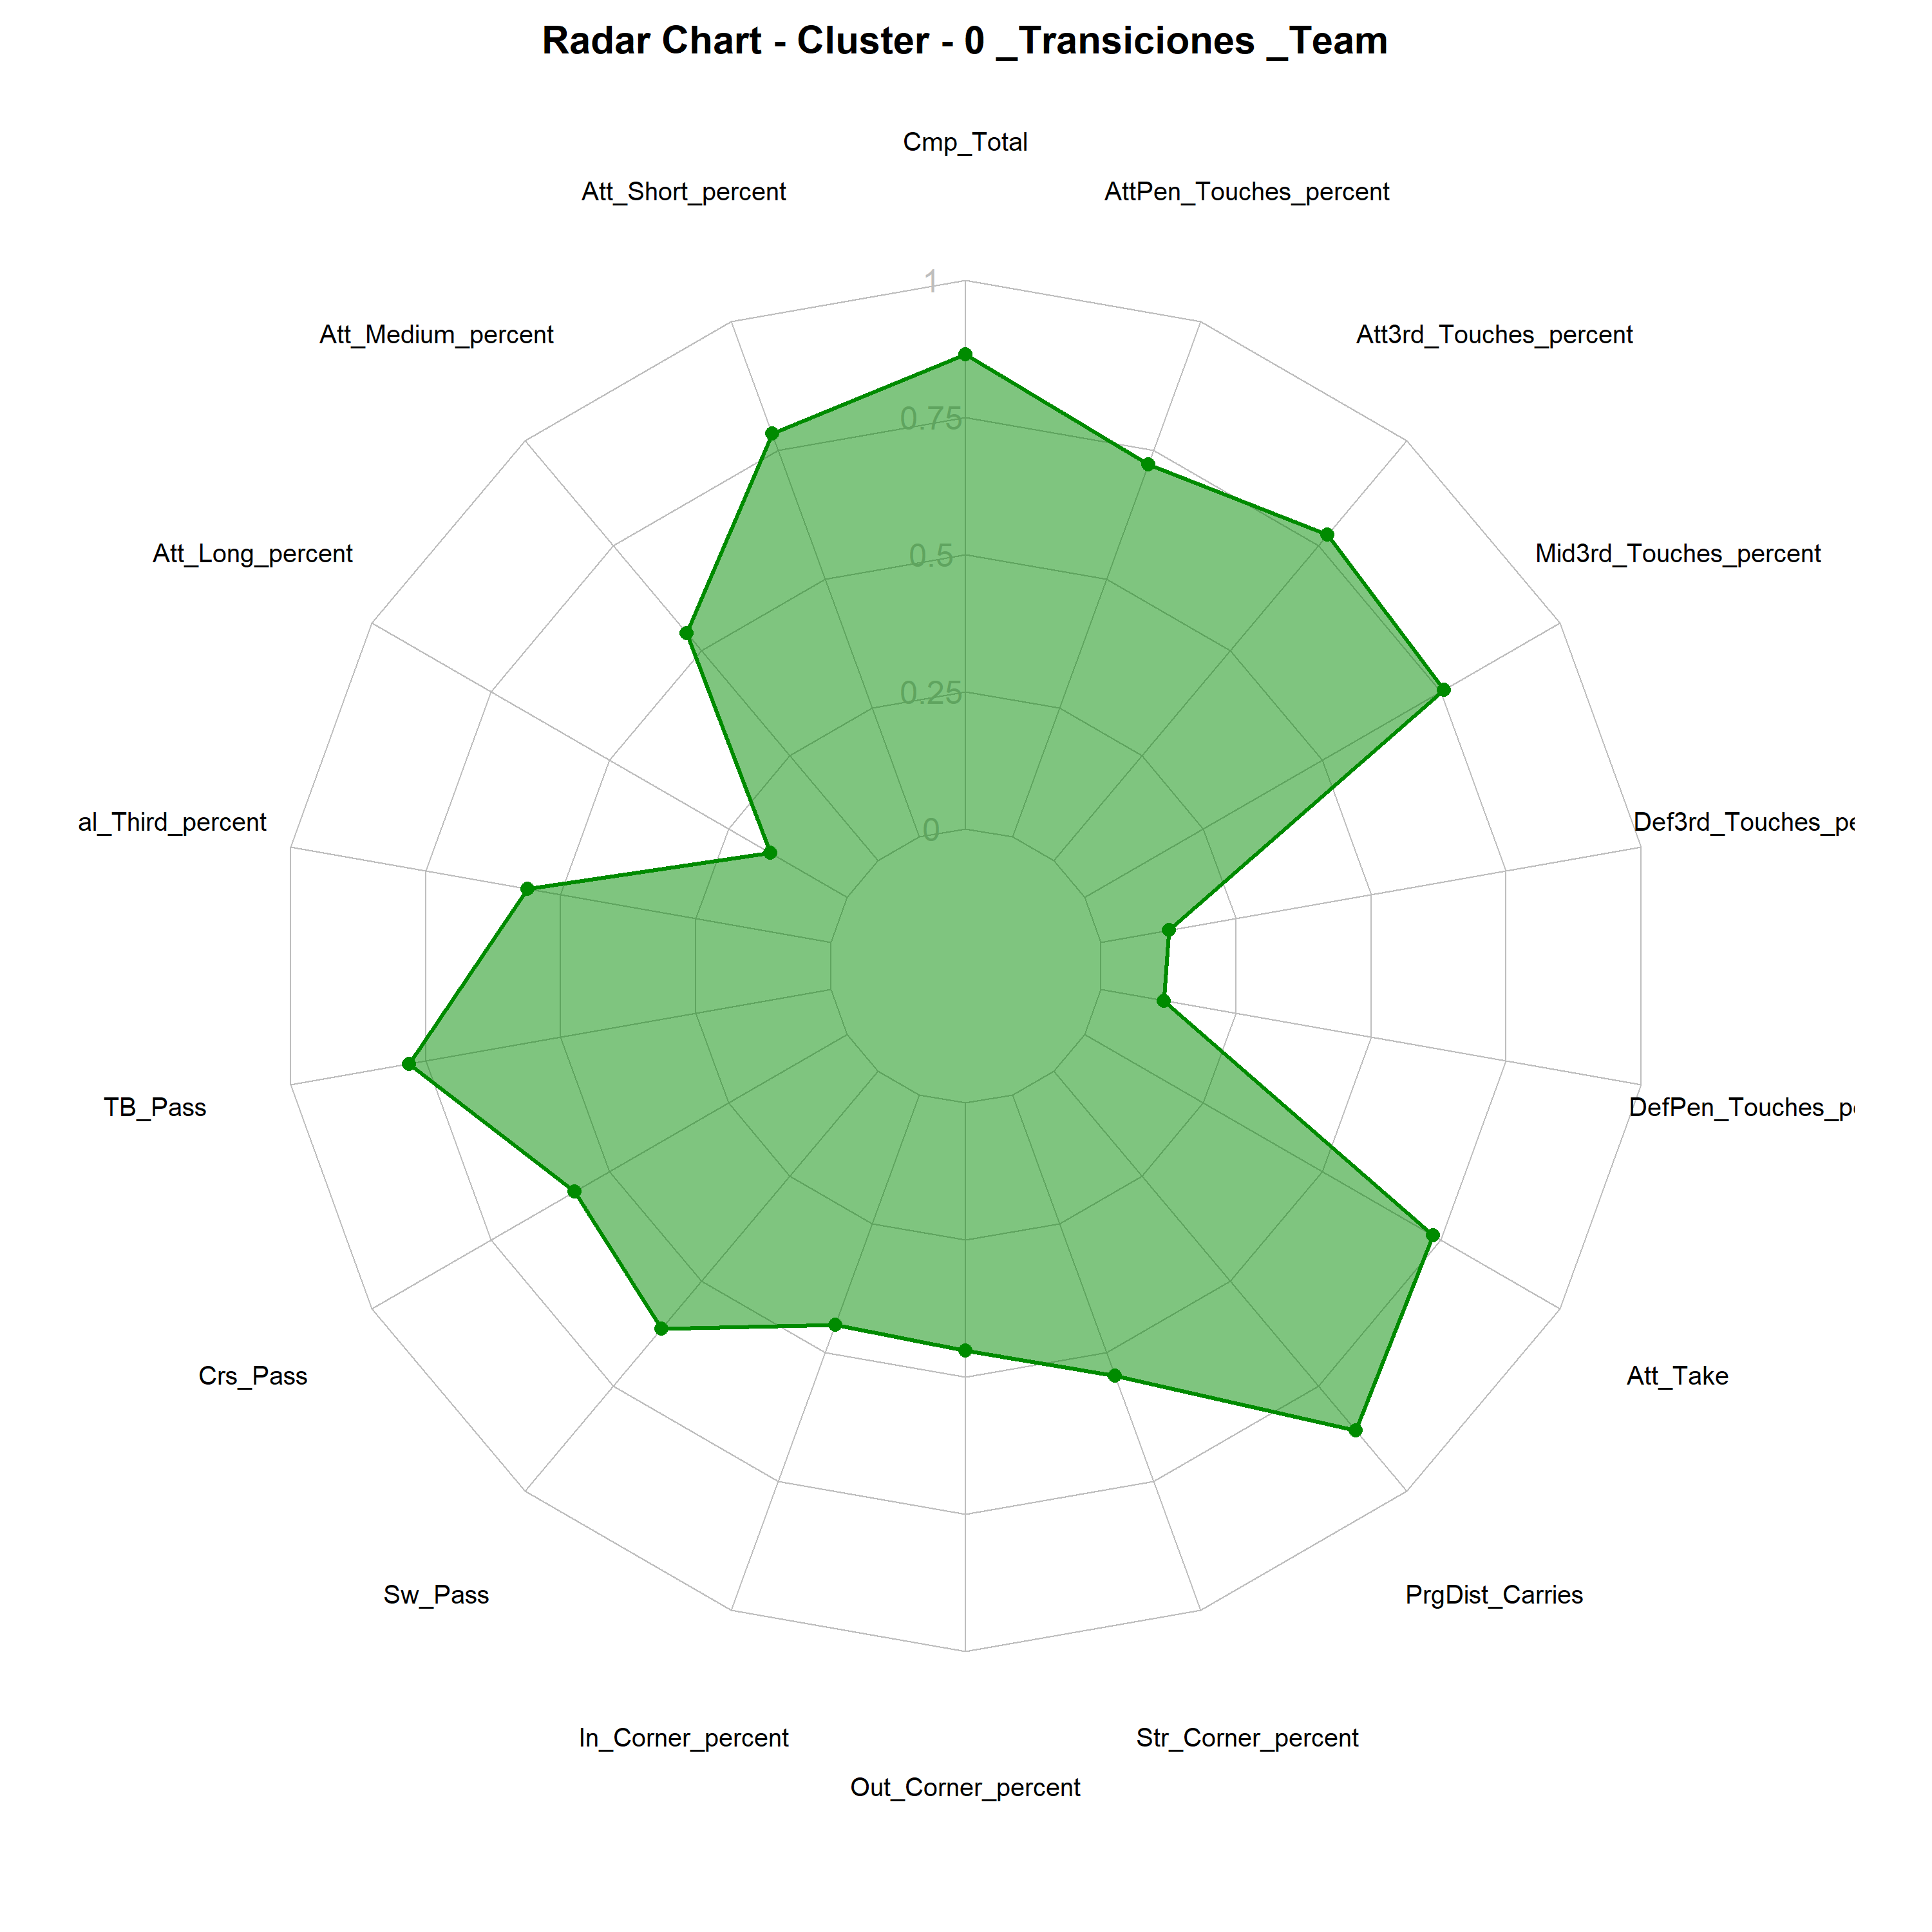 Radar Chart - Cluster - 0 _Transiciones _Team
Cmp_Total
Att_Short_percent
AttPen_Touches_percent
Att_Medium_percent
Att3rd_Touches_percent
Att_Long_percent
Mid3rd_Touches_percent
al_Third_percent
Def3rd_Touches_pe
TB_Pass
DefPen_Touches_p
Crs_Pass
Att_Take
Sw_Pass
PrgDist_Carries
In_Corner_percent
Str_Corner_percent
Out_Corner_percent
1
0.75
0.5
0.25
0